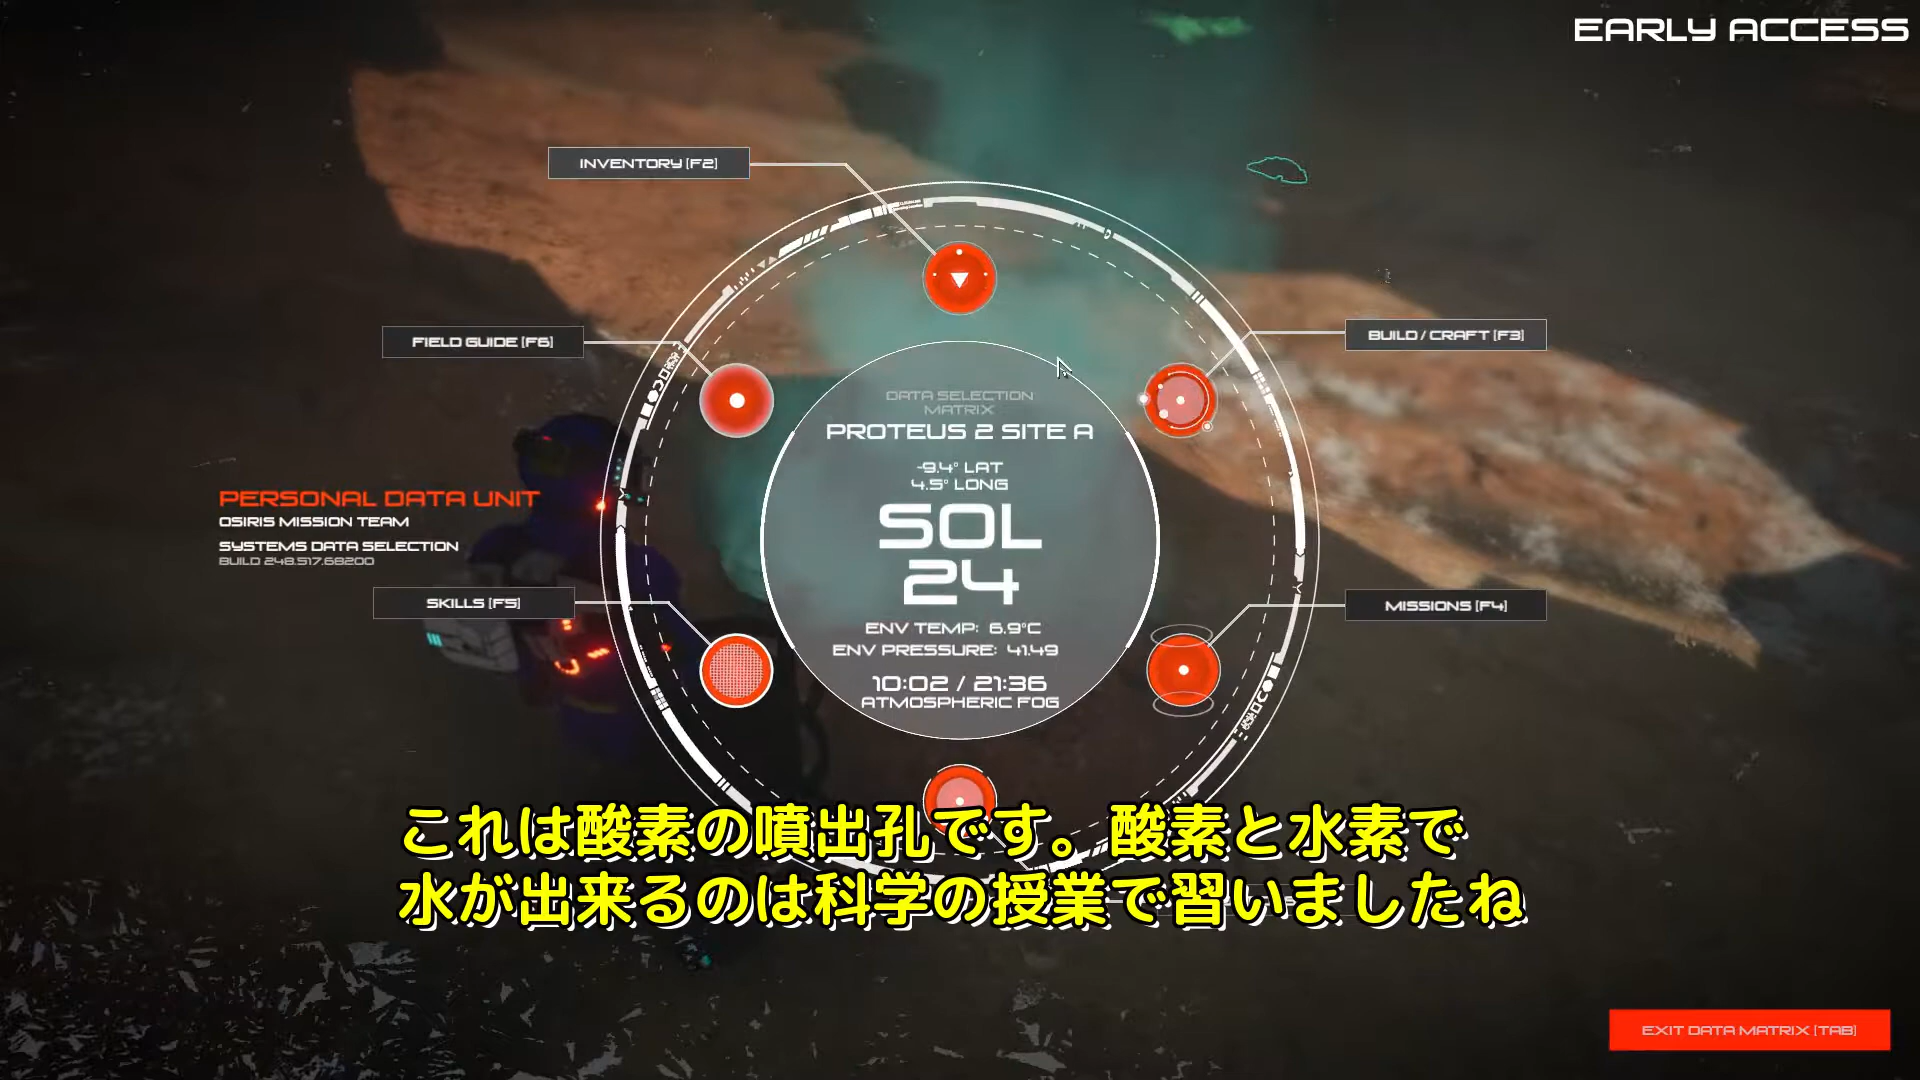 EARLY ACCESS
INVENTORY [F2]
FIELD GUIDE [F6]
BUILD / CRAFT [F3]
DATA SELECTION
MATRIX
PROTEUS 2 SITE A
-9.4° LAT
4.5° LONG
SOL
24
ENV TEMP: 6.9°C
ENV PRESSURE: 41.49
10:02 / 21:36
ATMOSPHERIC FOG
PERSONAL DATA UNIT
OSIRIS MISSION TEAM
SYSTEMS DATA SELECTION
BUILD 248.517.68200
SKILLS [F5]
MISSIONS [F4]
これは酸素の噴出孔です。酸素と水素で
水が出来るのは科学の授業で習いましたね
EXIT DATA MATRIX [TAB]